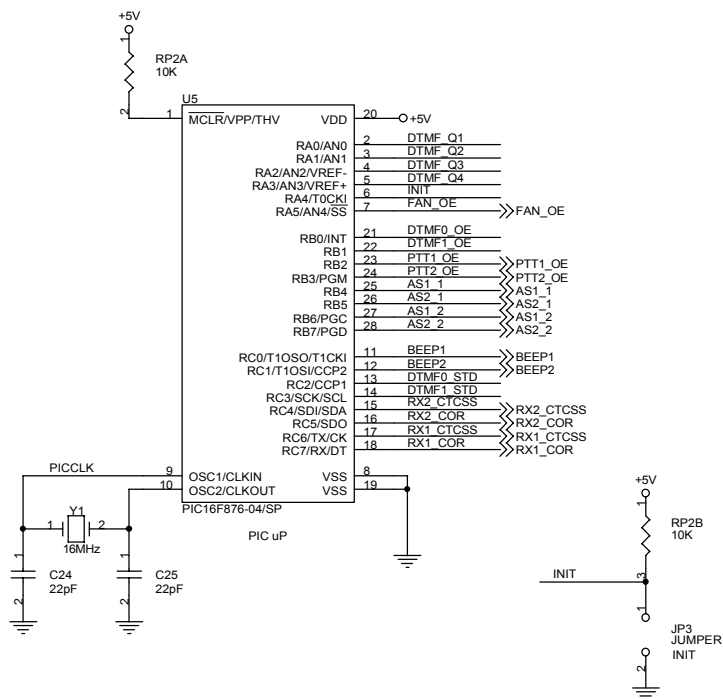 +5V
1
RP2A
10K
2
U5
1 MCLR/VPP/THV VDD 20 +5V
RA0/AN0 2 DTMF_Q1
RA1/AN1 3 DTMF_Q2
RA2/AN2/VREF- 4 DTMF_Q3
RA3/AN3/VREF+ 5 DTMF_Q4
RA4/T0CKI 6 INIT
RA5/AN4/SS 7 FAN_OE FAN_OE
RB0/INT 21 DTMF0_OE
RB1 22 DTMF1_OE
RB2 23 PTT1_OE PTT1_OE
RB3/PGM 24 PTT2_OE PTT2_OE
RB4 25 AS1_1 AS1_1
RB5 26 AS2_1 AS2_1
RB6/PGC 27 AS1_2 AS1_2
RB7/PGD 28 AS2_2 AS2_2
RC0/T1OSO/T1CKI 11 BEEP1 BEEP1
RC1/T1OSI/CCP2 12 BEEP2 BEEP2
RC2/CCP1 13 DTMF0_STD
RC3/SCK/SCL 14 DTMF1_STD
RC4/SDI/SDA 15 RX2_CTCSS RX2_CTCSS
RC5/SDO 16 RX2_COR RX2_COR
RC6/TX/CK 17 RX1_CTCSS RX1_CTCSS
RC7/RX/DT 18 RX1_COR RX1_COR
PICCLK 9 OSC1/CLKIN VSS 8
10 OSC2/CLKOUT VSS 19
PIC16F876-04/SP
PIC uP
1 Y1 2
16MHz
1
C24
22pF
2
1
C25
22pF
2
+5V
1
RP2B
10K
3
INIT
1
JP3
JUMPER
INIT
2